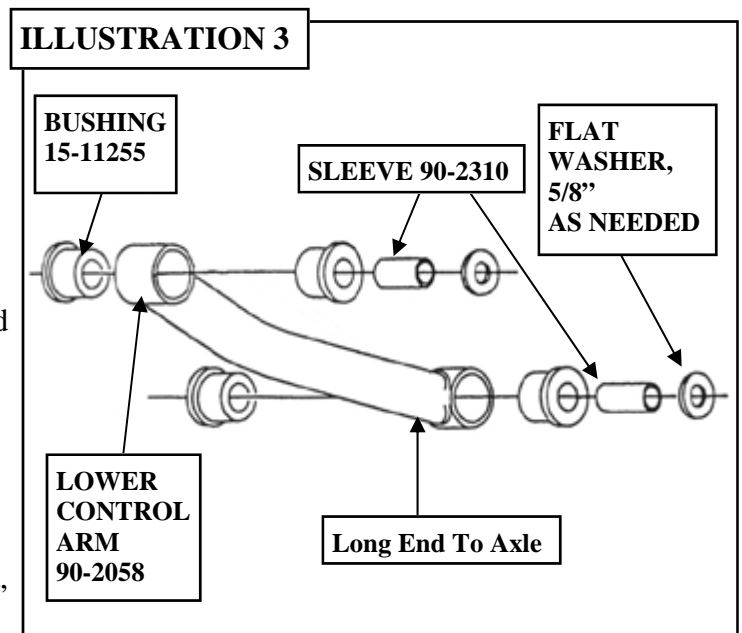 ILLUSTRATION 3
BUSHING
15-11255
SLEEVE 90-2310
FLAT
WASHER,
5/8”
AS NEEDED
d
LOWER
CONTROL
ARM
90-2058
Long End To Axle
,